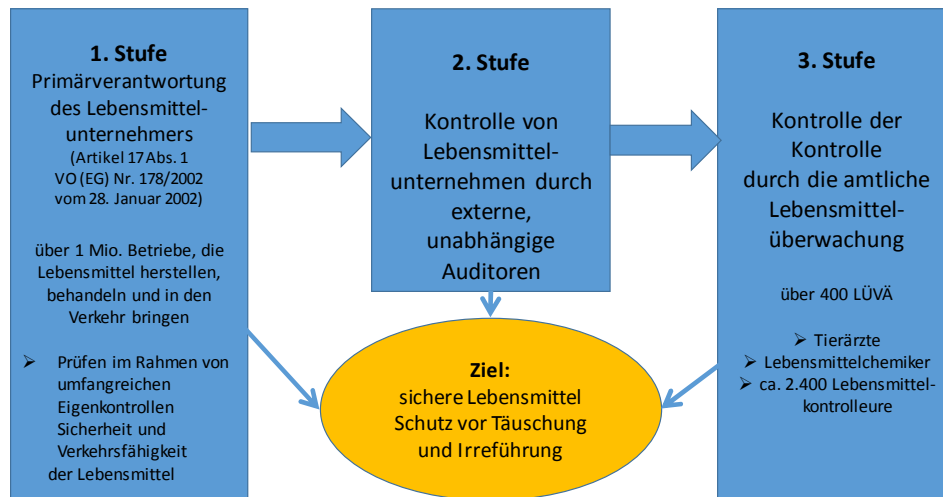 1. Stufe
Primärverantwortung
des Lebensmittel-
unternehmers
(Artikel 17 Abs. 1
VO (EG) Nr. 178/2002
vom 28. Januar 2002)
über 1 Mio. Betriebe, die
Lebensmittel herstellen,
behandeln und in den
Verkehr bringen
➢ Prüfen im Rahmen von
umfangreichen
Eigenkontrollen
Sicherheit und
Verkehrsfähigkeit
der Lebensmittel
2. Stufe
Kontrolle von
Lebensmittel-
unternehmen durch
externe,
unabhängige
Auditoren
3. Stufe
Kontrolle der
Kontrolle
durch die amtliche
Lebensmittel-
überwachung
über 400 LÜVÄ
➢ Tierärzte
➢ Lebensmittelchemiker
➢ ca. 2.400 Lebensmittel-
kontrolleure
Ziel:
sichere Lebensmittel
Schutz vor Täuschung
und Irreführung